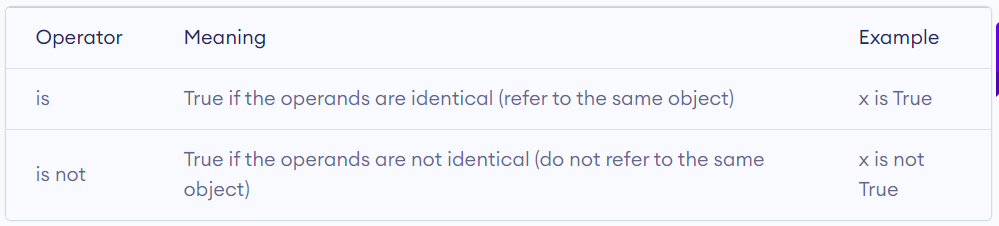 Operator Meaning Example
is True if the operands are identical (refer to the same object) x is True
is not True if the operands are not identical (do not refer to the same object) x is not True